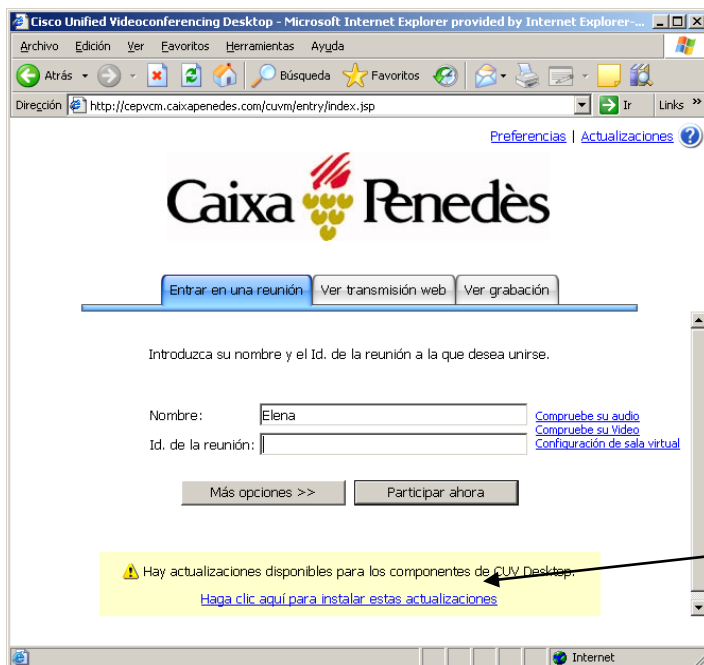 Cisco Unified Videoconferencing Desktop - Microsoft Internet Explorer provided by Internet Explorer-...
Archivo Edición Ver Favoritos Herramientas Ayuda
Atrás Búsqueda Favoritos
Dirección http://cepvcm.caixapenedes.com/cuvm/entry/index.jsp Ir Links »
Preferencias | Actualizaciones ?
Caixa Penedès
Entrar en una reunión Ver transmisión web Ver grabación
Introduzca su nombre y el Id. de la reunión a la que desea unirse.
Nombre: Elena Compruebe su audio
Compruebe su Video
Id. de la reunión: Configuración de sala virtual
Más opciones >> Participar ahora
Hay actualizaciones disponibles para los componentes de CUV Desktop.
Haga clic aquí para instalar estas actualizaciones
Internet